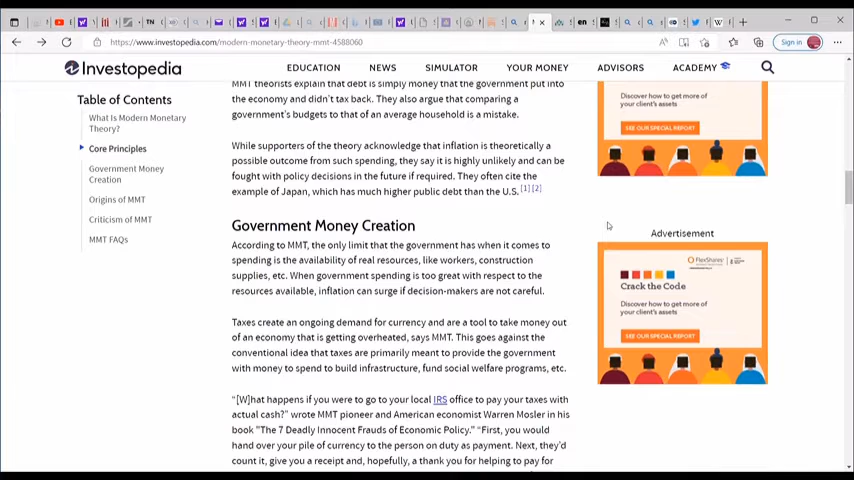 https://www.investopedia.com/modern-monetary-theory-mmt-4588060
Sign in
Investopedia
EDUCATION
NEWS
SIMULATOR
YOUR MONEY
ADVISORS
ACADEMY
Table of Contents
What Is Modern Monetary
Theory?
Core Principles
Government Money
Creation
Origins of MMT
Criticism of MMT
MMT FAQs
MMT theorists explain that debt is simply money that the government put into
the economy and didn't tax back. They also argue that comparing a
government's budgets to that of an average household is a mistake.
While supporters of the theory acknowledge that inflation is theoretically a
possible outcome from such spending, they say it is highly unlikely and can be
fought with policy decisions in the future if required. They often cite the
example of Japan, which has much higher public debt than the U.S. [1] [2]
Government Money Creation
According to MMT, the only limit that the government has when it comes to
spending is the availability of real resources, like workers, construction
supplies, etc. When government spending is too great with respect to the
resources available, inflation can surge if decision-makers are not careful.
Taxes create an ongoing demand for currency and are a tool to take money out
of an economy that is getting overheated, says MMT. This goes against the
conventional idea that taxes are primarily meant to provide the government
with money to spend to build infrastructure, fund social welfare programs, etc.
“[W]hat happens if you were to go to your local IRS office to pay your taxes with
actual cash?” wrote MMT pioneer and American economist Warren Mosler in his
book "The 7 Deadly Innocent Frauds of Economic Policy." “First, you would
hand over your pile of currency to the person on duty as payment. Next, they’d
count it, give you a receipt and, hopefully, a thank you for helping to pay for
Discover how to get more of
your client's assets
SEE OUR SPECIAL REPORT
Advertisement
FlexShares
Crack the Code
Discover how to get more of
your client's assets
SEE OUR SPECIAL REPORT